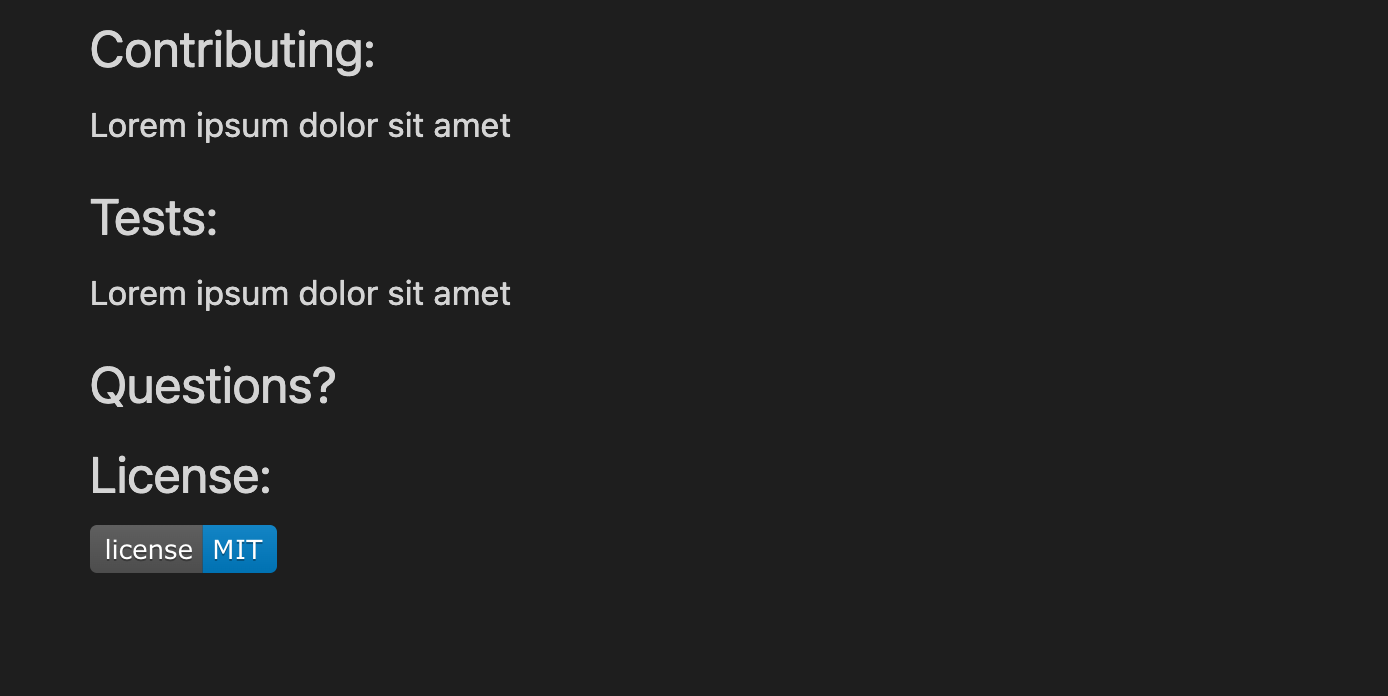 Contributing:
Lorem ipsum dolor sit amet
Tests:
Lorem ipsum dolor sit amet
Questions?
License:
license MIT